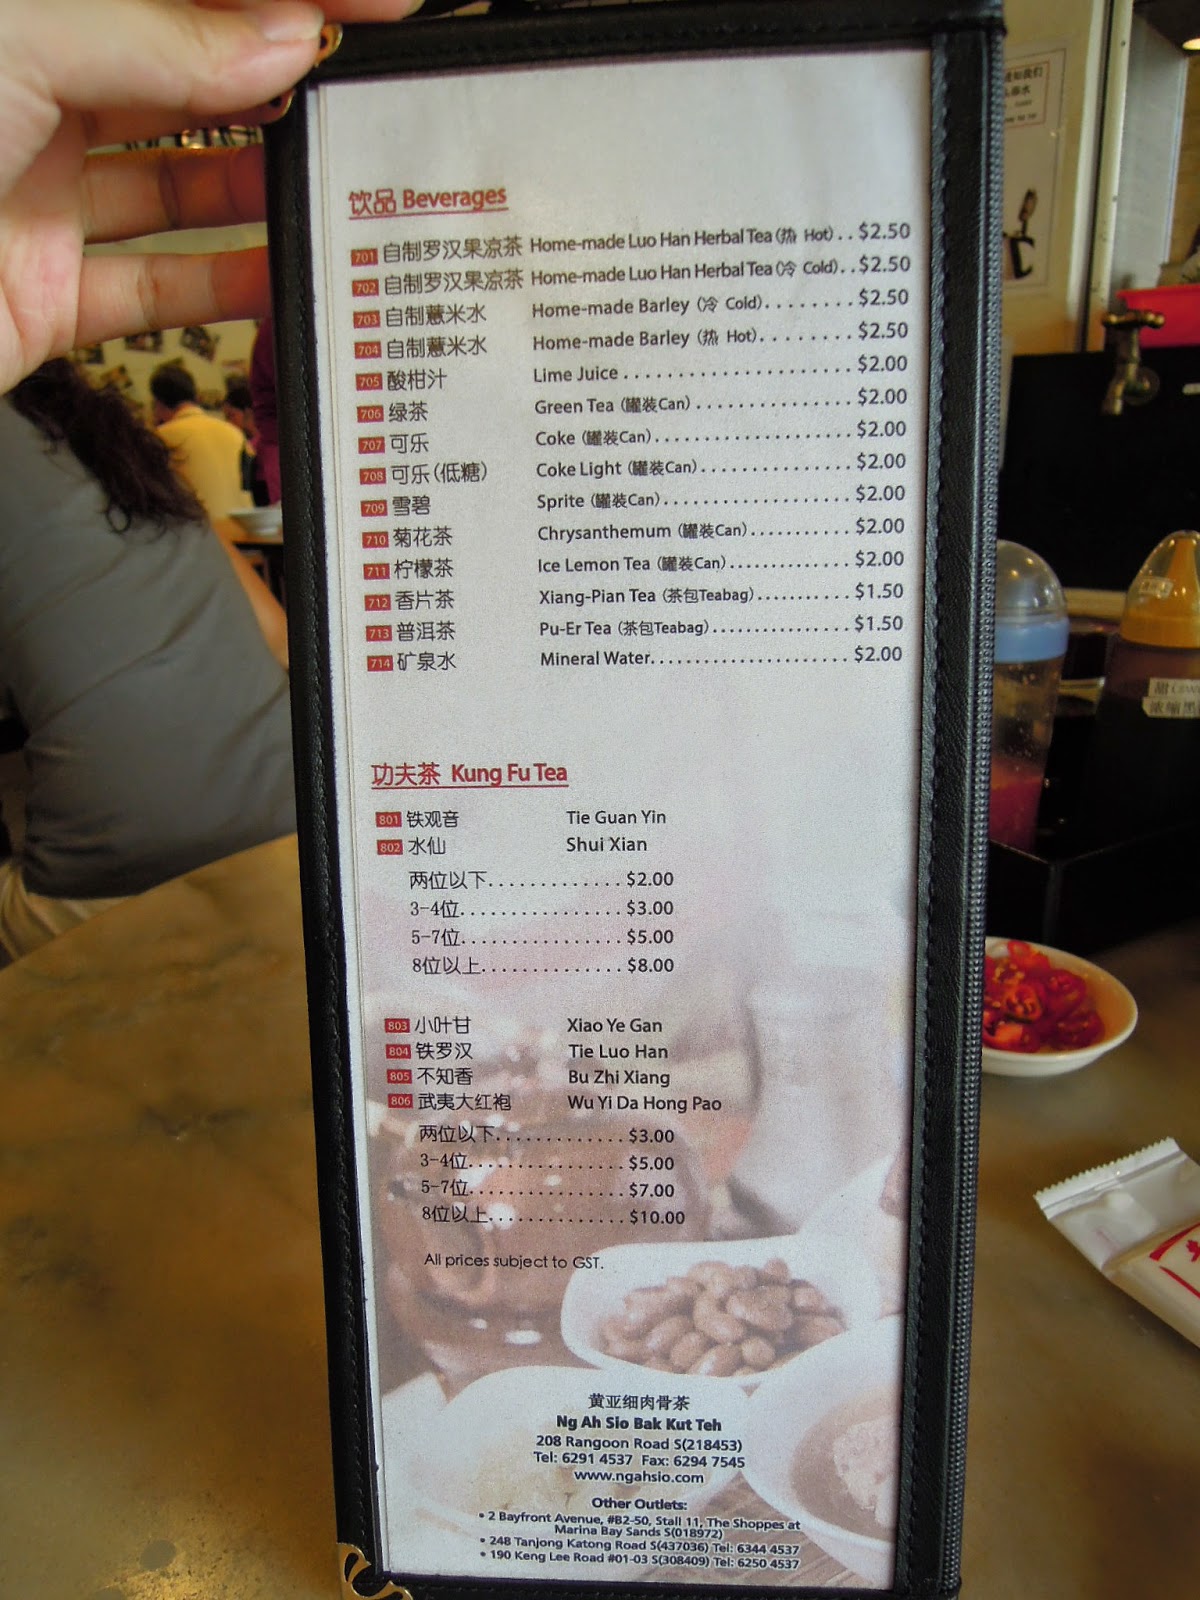 饮品 Beverages
701 自制罗汉果凉茶 Home-made Luo Han Herbal Tea (热 Hot) . . $2.50
702 自制罗汉果凉茶 Home-made Luo Han Herbal Tea (冷 Cold) . . $2.50
703 自制薏米水 Home-made Barley (冷 Cold) . . . . . . . . $2.50
704 自制薏米水 Home-made Barley (热 Hot) . . . . . . . . $2.50
705 酸柑汁 Lime Juice . . . . . . . . . . . . . . . . . . . . . $2.00
706 绿茶 Green Tea (罐装Can) . . . . . . . . . . . . . . $2.00
707 可乐 Coke (罐装Can) . . . . . . . . . . . . . . . . . . $2.00
708 可乐(低糖) Coke Light (罐装Can) . . . . . . . . . . . . . $2.00
709 雪碧 Sprite (罐装Can) . . . . . . . . . . . . . . . . . $2.00
710 菊花茶 Chrysanthemum (罐装Can) . . . . . . . . . . $2.00
711 柠檬茶 Ice Lemon Tea (罐装Can) . . . . . . . . . . . . $2.00
712 香片茶 Xiang-Pian Tea (茶包Teabag) . . . . . . . . . . $1.50
713 普洱茶 Pu-Er Tea (茶包Teabag) . . . . . . . . . . . . . . $1.50
714 矿泉水 Mineral Water. . . . . . . . . . . . . . . . . . . . $2.00
功夫茶 Kung Fu Tea
801 铁观音 Tie Guan Yin
802 水仙 Shui Xian
两位以下. . . . . . . . . . . . . $2.00
3-4位. . . . . . . . . . . . . . . . $3.00
5-7位. . . . . . . . . . . . . . . . $5.00
8位以上. . . . . . . . . . . . . . $8.00
803 小叶甘 Xiao Ye Gan
804 铁罗汉 Tie Luo Han
805 不知香 Bu Zhi Xiang
806 武夷大红袍 Wu Yi Da Hong Pao
两位以下. . . . . . . . . . . . . $3.00
3-4位. . . . . . . . . . . . . . . . $5.00
5-7位. . . . . . . . . . . . . . . . $7.00
8位以上. . . . . . . . . . . . . . $10.00
All prices subject to GST.
黄亚细肉骨茶
Ng Ah Sio Bak Kut Teh
208 Rangoon Road S(218453)
Tel: 6291 4537 Fax: 6294 7545
www.ngahsio.com
Other Outlets:
• 2 Bayfront Avenue, #B2-50, Stall 11, The Shoppes at
Marina Bay Sands S(018972)
• 248 Tanjong Katong Road S(437036) Tel: 6344 4537
• 190 Keng Lee Road #01-03 S(308409) Tel: 6250 4537